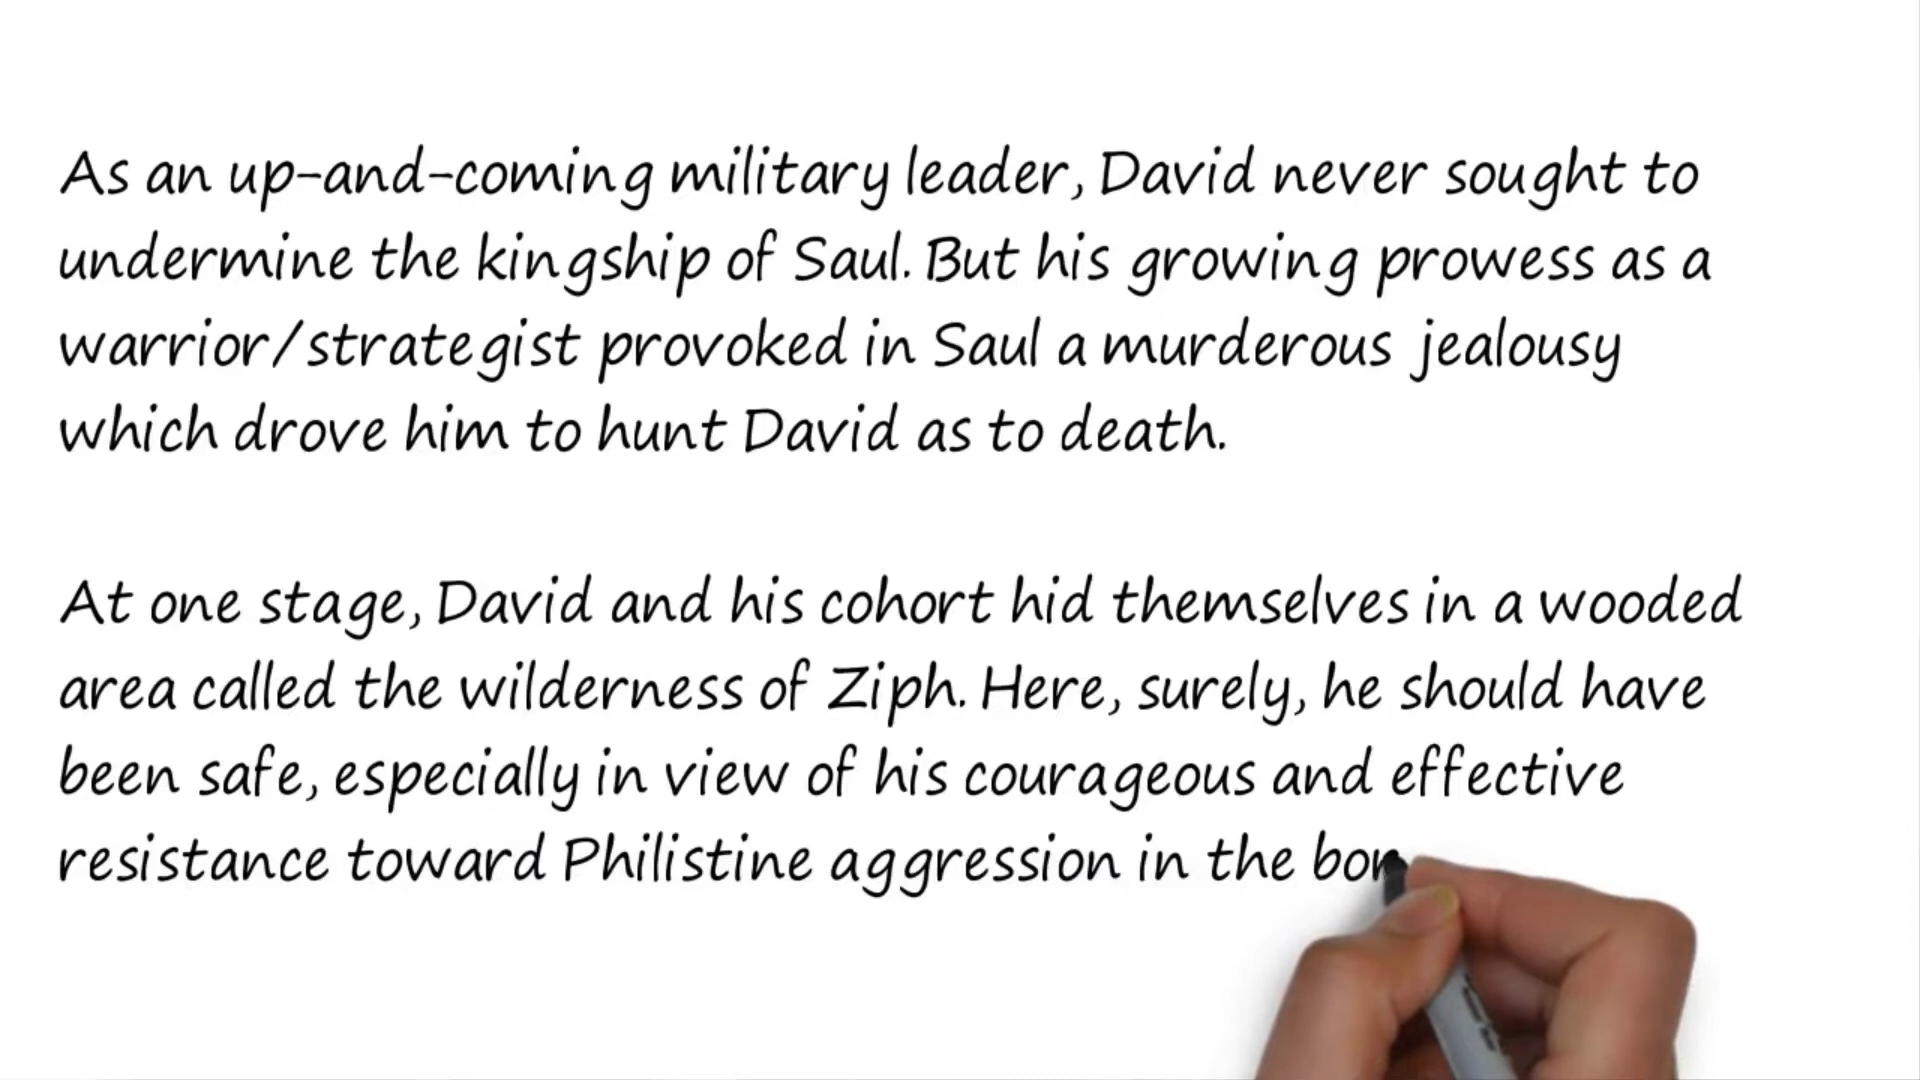 As an up-and-coming military leader, David never sought to
undermine the kingship of Saul. But his growing prowess as a
warrior/strategist provoked in Saul a murderous jealousy
which drove him to hunt David as to death.
At one stage, David and his cohort hid themselves in a wooded
area called the wilderness of Ziph. Here, surely, he should have
been safe, especially in view of his courageous and effective
resistance toward Philistine aggression in the